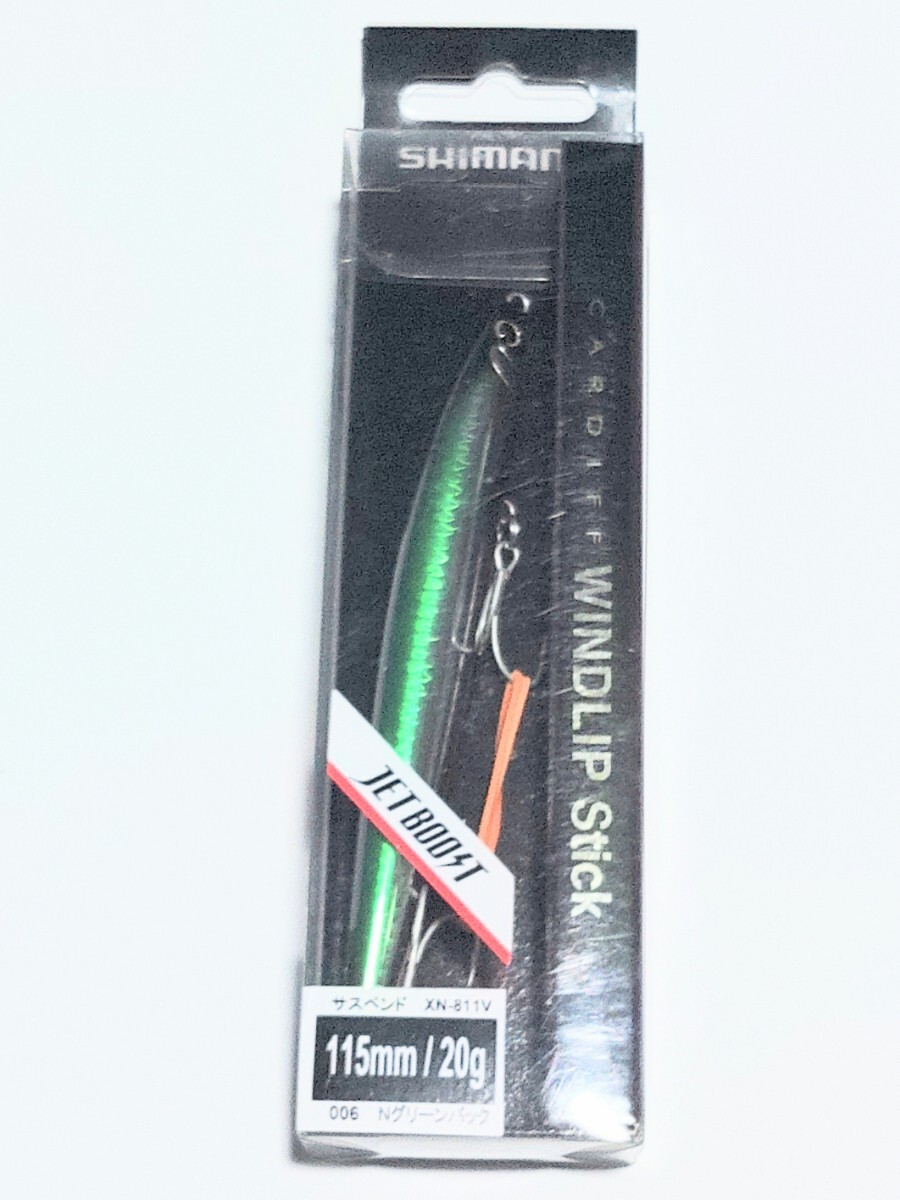 SHIMAN
CARDIFF WINDLIP Stick
JET BOOST
サスペンド XN-811V
115mm / 20g
006 Nグリーンバック